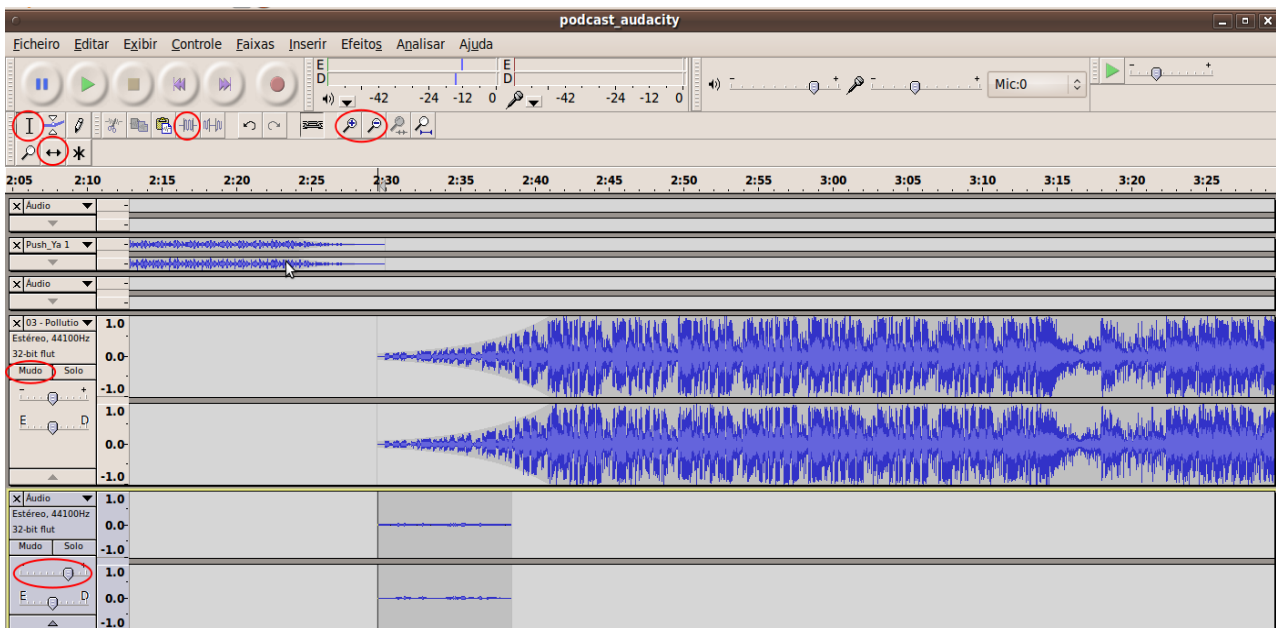 podcast_audacity
Ficheiro Editar Exibir Controle Faixas Inserir Efeitos Analisar Ajuda
E E
D D
-42 -24 -12 0 -42 -24 -12 0
- + - + Mic:0 - +
2:05 2:10 2:15 2:20 2:25 2:30 2:35 2:40 2:45 2:50 2:55 3:00 3:05 3:10 3:15 3:20 3:25
X Áudio
X Push_Ya 1
X Áudio
X 03 - Pollutio 1.0
Estéreo, 44100Hz
32-bit flut 0.0
Mudo Solo
- + -1.0
1.0
E D
0.0
-1.0
X Áudio 1.0
Estéreo, 44100Hz
32-bit flut 0.0
Mudo Solo -1.0
- + 1.0
E D 0.0
-1.0